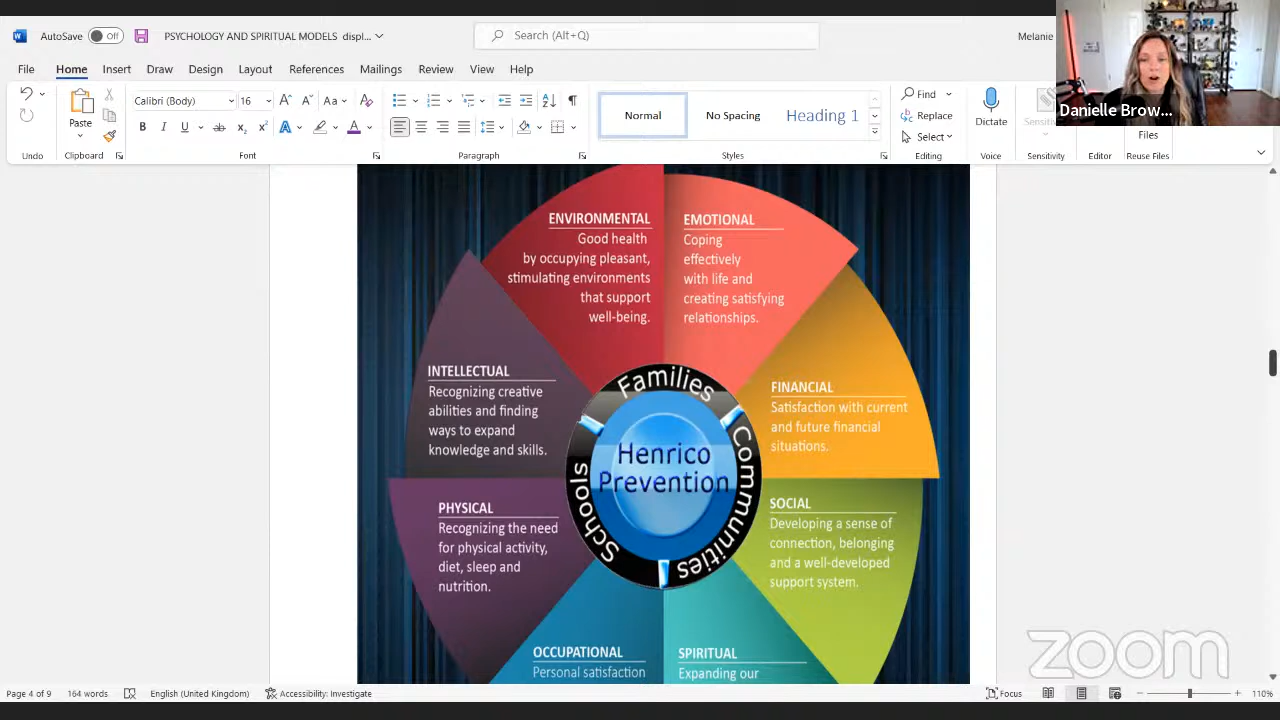 AutoSave
Off
PSYCHOLOGY AND SPIRITUAL MODELS displ...
Search (Alt+Q)
Melanie
Danielle Brow...
File
Home
Insert
Draw
Design
Layout
References
Mailings
Review
View
Help
Paste
Calibri (Body)
16
Normal
No Spacing
Heading 1
Find
Replace
Select
Dictate
Sensitivity
Files
Undo
Clipboard
Font
Paragraph
Styles
Editing
Voice
Sensitivity
Editor
Reuse Files
ENVIRONMENTAL
Good health
by occupying pleasant,
stimulating environments
that support
well-being.
EMOTIONAL
Coping
effectively
with life and
creating satisfying
relationships.
INTELLECTUAL
Recognizing creative
abilities and finding
ways to expand
knowledge and skills.
FINANCIAL
Satisfaction with current
and future financial
situations.
Families
Communities
Schools
Henrico
Prevention
PHYSICAL
Recognizing the need
for physical activity,
diet, sleep and
nutrition.
SOCIAL
Developing a sense of
connection, belonging
and a well-developed
support system.
OCCUPATIONAL
Personal satisfaction
SPIRITUAL
Expanding our
zoom
Page 4 of 9
164 words
English (United Kingdom)
Accessibility: Investigate
Focus
110%